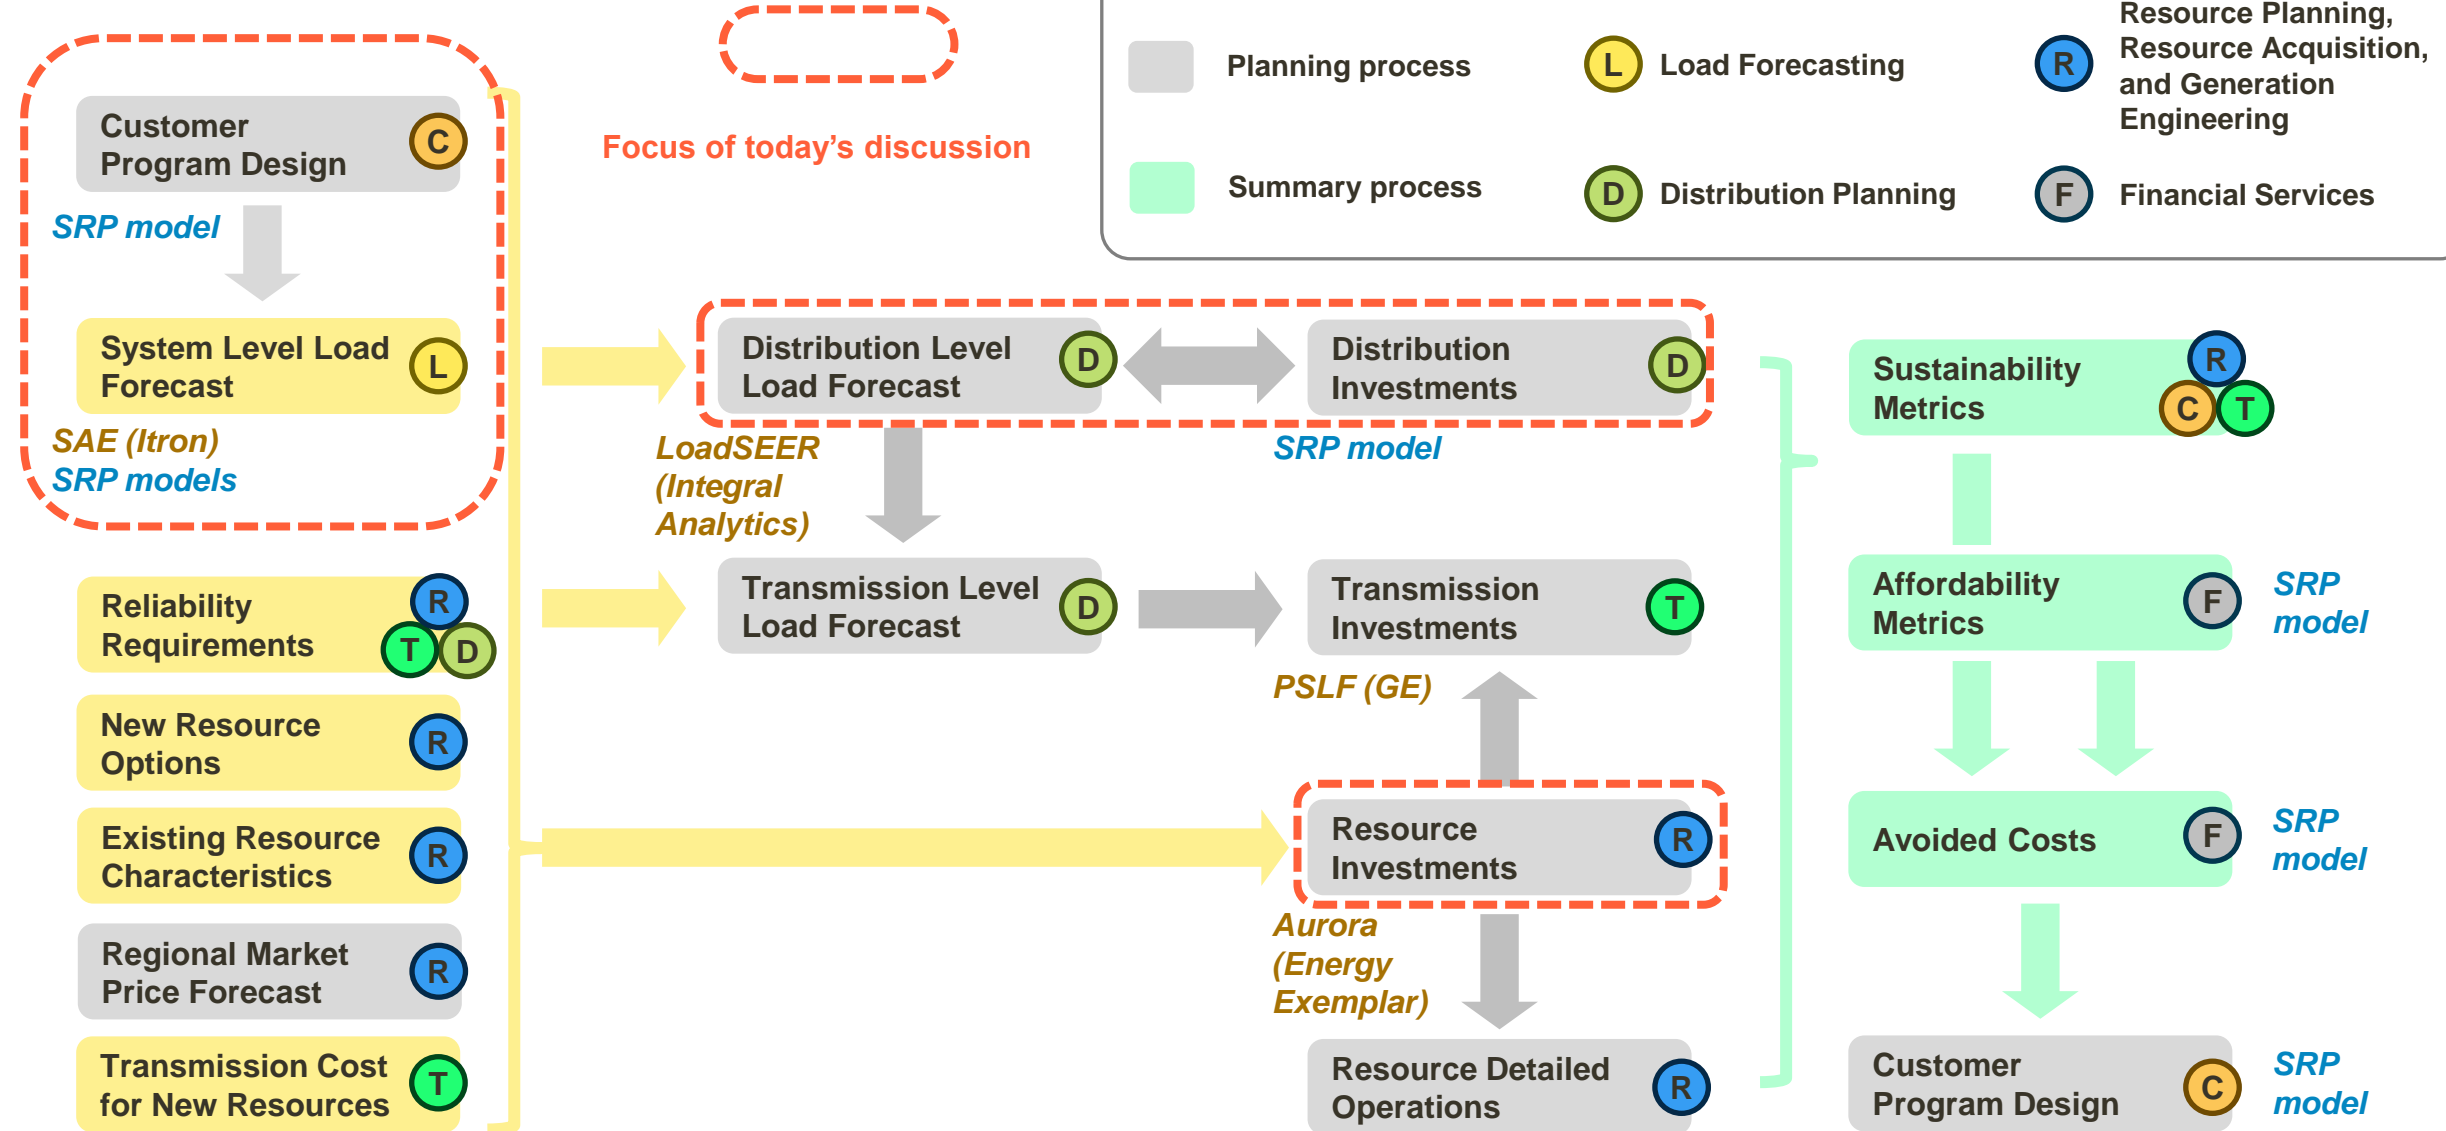 Resource Planning,
Resource Acquisition,
and Generation
Engineering
Planning process
L
Load Forecasting
R
Summary process
D
Distribution Planning
F
Financial Services
Focus of today’s discussion
Customer
Program Design
C
SRP model
System Level Load
Forecast
L
SAE (Itron)
SRP models
Reliability
Requirements
R
T
D
New Resource
Options
R
Existing Resource
Characteristics
R
Regional Market
Price Forecast
R
Transmission Cost
for New Resources
T
Distribution Level
Load Forecast
D
LoadSEER
(Integral
Analytics)
Distribution
Investments
D
SRP model
Transmission Level
Load Forecast
D
Transmission
Investments
T
PSLF (GE)
Resource
Investments
R
Aurora
(Energy
Exemplar)
Resource Detailed
Operations
R
Sustainability
Metrics
R
C
T
Affordability
Metrics
F
SRP
model
Avoided Costs
F
SRP
model
Customer
Program Design
C
SRP
model